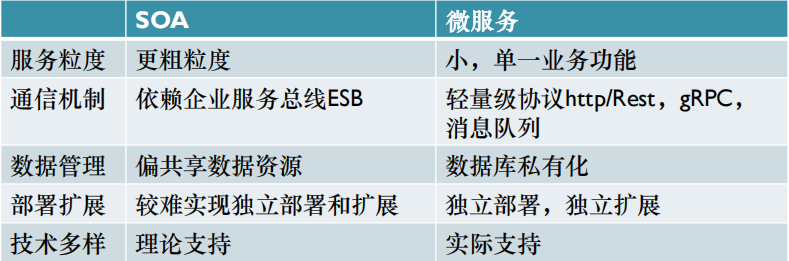 SOA 微服务
服务粒度 更粗粒度 小，单一业务功能
通信机制 依赖企业服务总线ESB 轻量级协议http/Rest，gRPC，
消息队列
数据管理 偏共享数据资源 数据库私有化
部署扩展 较难实现独立部署和扩展 独立部署，独立扩展
技术多样 理论支持 实际支持